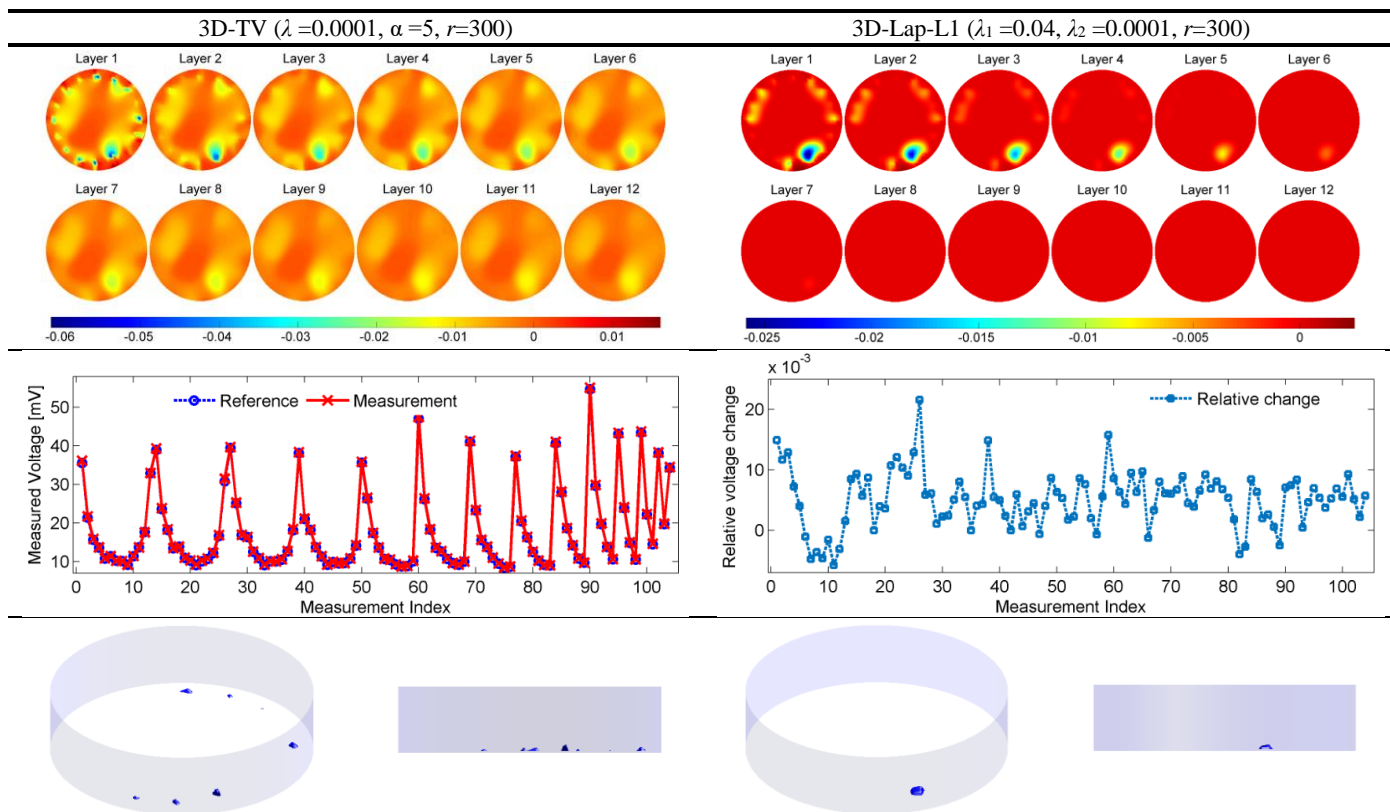 3D-TV (λ =0.0001, α =5, r=300)
3D-Lap-L1 (λ1 =0.04, λ2 =0.0001, r=300)
Layer 1 Layer 2 Layer 3 Layer 4 Layer 5 Layer 6
Layer 7 Layer 8 Layer 9 Layer 10 Layer 11 Layer 12
-0.06 -0.05 -0.04 -0.03 -0.02 -0.01 0 0.01
Layer 1 Layer 2 Layer 3 Layer 4 Layer 5 Layer 6
Layer 7 Layer 8 Layer 9 Layer 10 Layer 11 Layer 12
-0.025 -0.02 -0.015 -0.01 -0.005 0
Measured Voltage [mV]
50
40
30
20
10
Reference Measurement
0 10 20 30 40 50 60 70 80 90 100
Measurement Index
x 10-3
Relative voltage change
20
10
0
Relative change
0 10 20 30 40 50 60 70 80 90 100
Measurement Index